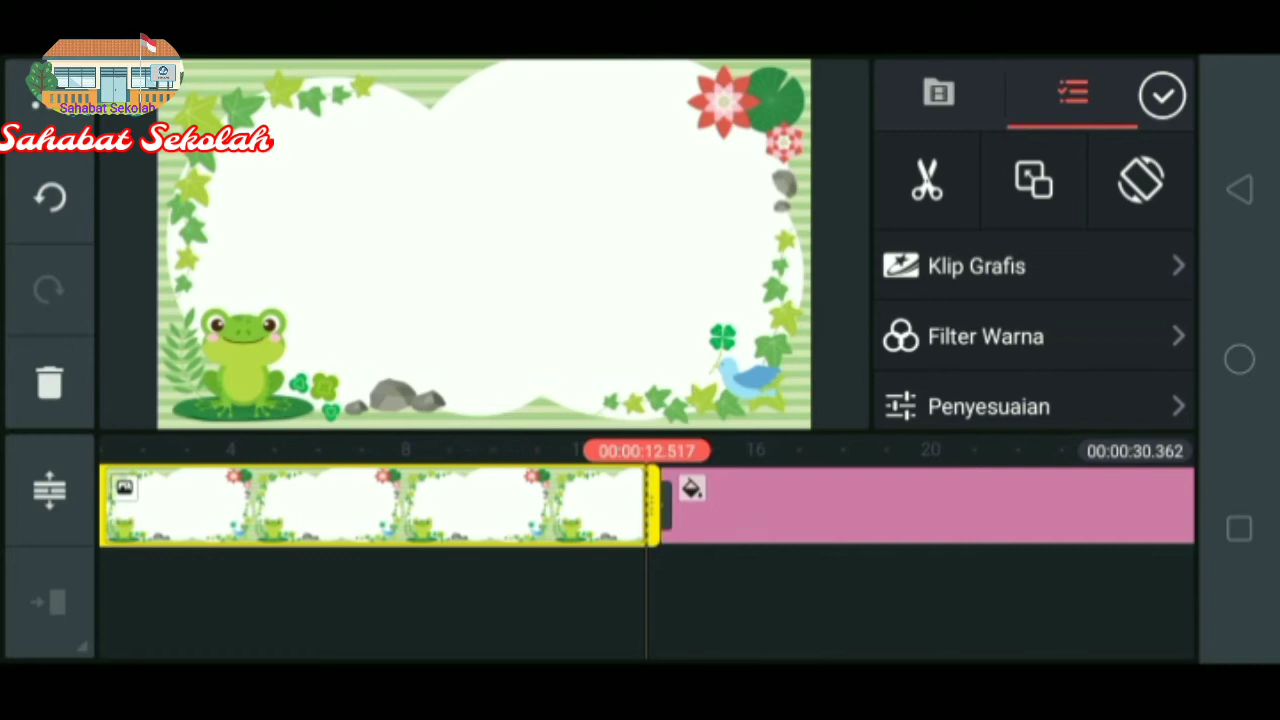 Sahabat Sekolah
Sahabat Sekolah
Klip Grafis
Filter Warna
Penyesuaian
4
8
00:00:12.517
16
20
00:00:30.362